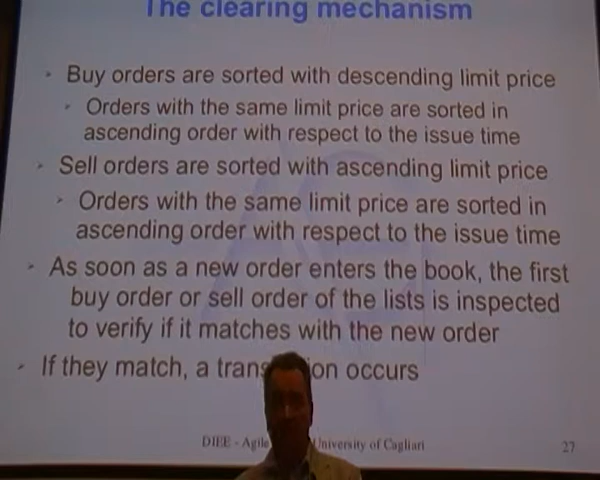 The clearing mechanism
Buy orders are sorted with descending limit price
Orders with the same limit price are sorted in
ascending order with respect to the issue time
Sell orders are sorted with ascending limit price
Orders with the same limit price are sorted in
ascending order with respect to the issue time
As soon as a new order enters the book, the first
buy order or sell order of the lists is inspected
to verify if it matches with the new order
If they match, a trans ion occurs
DIEE - Agile University of Cagliari
27